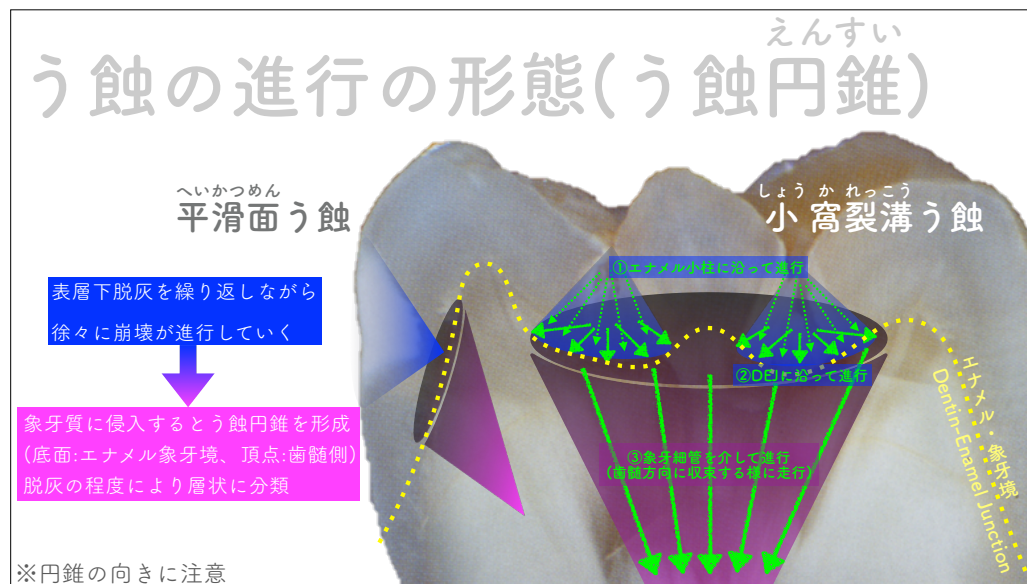 えんすい
う蝕の進行の形態(う蝕円錐)
へいかつめん
平滑面う蝕
しょう か れっこう
小 窩裂溝う蝕
表層下脱灰を繰り返しながら
徐々に崩壊が進行していく
象牙質に侵入するとう蝕円錐を形成
(底面:エナメル象牙境、頂点:歯髄側)
脱灰の程度により層状に分類
①エナメル小柱に沿って進行
②DEJに沿って進行
③象牙細管を介して進行
(歯髄方向に収束する様に走行)
エナメル・象牙境
Dentin-Enamel Junction
※円錐の向きに注意